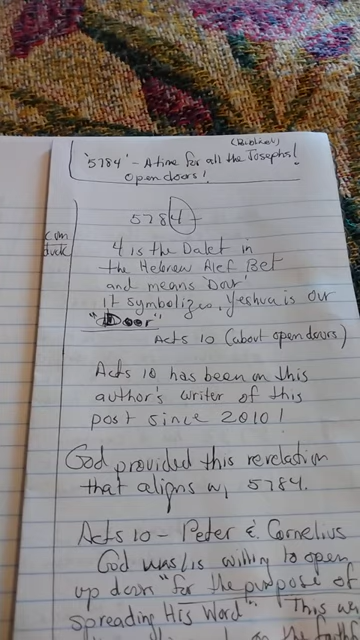 (Biblical)
'5784' - A time for all the Josephs!
Open doors!
5784
4 is the Dalet in
the Hebrew Alef Bet
and means 'Door'
it symbolizes, Yeshua is our
"Door"
Acts 10 (about open doors)
Acts 10 has been on this
author's writer of this
post since 2010!
God provided this revelation
that aligns w/ 5784.
Acts 10 - Peter & Cornelius
God was/is willing to open
up doors "for the purpose of
spreading His Word" This
the faith